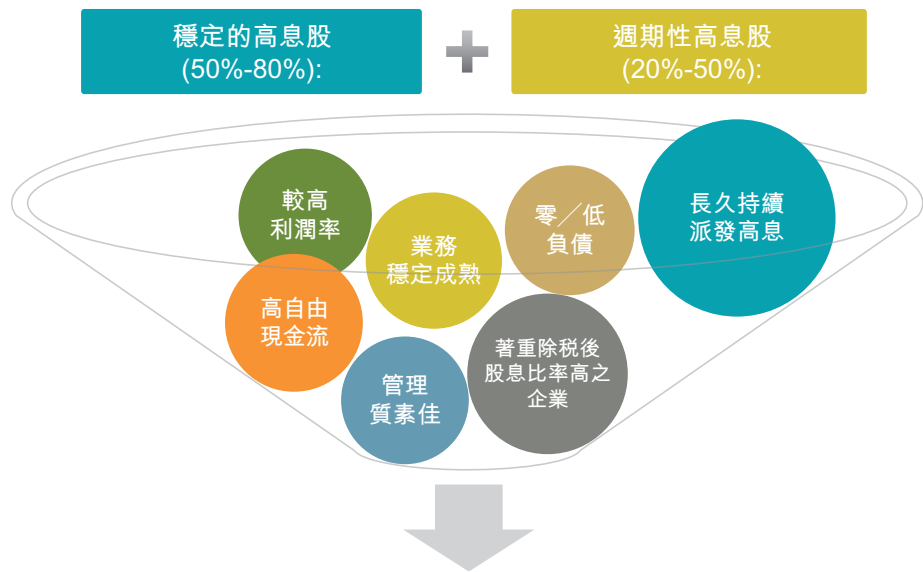 穩定的高息股
(50%-80%):
週期性高息股
(20%-50%):
較高
利潤率
業務
穩定成熟
零／低
負債
長久持續
派發高息
高自由
現金流
管理
質素佳
著重除税後
股息比率高之
企業